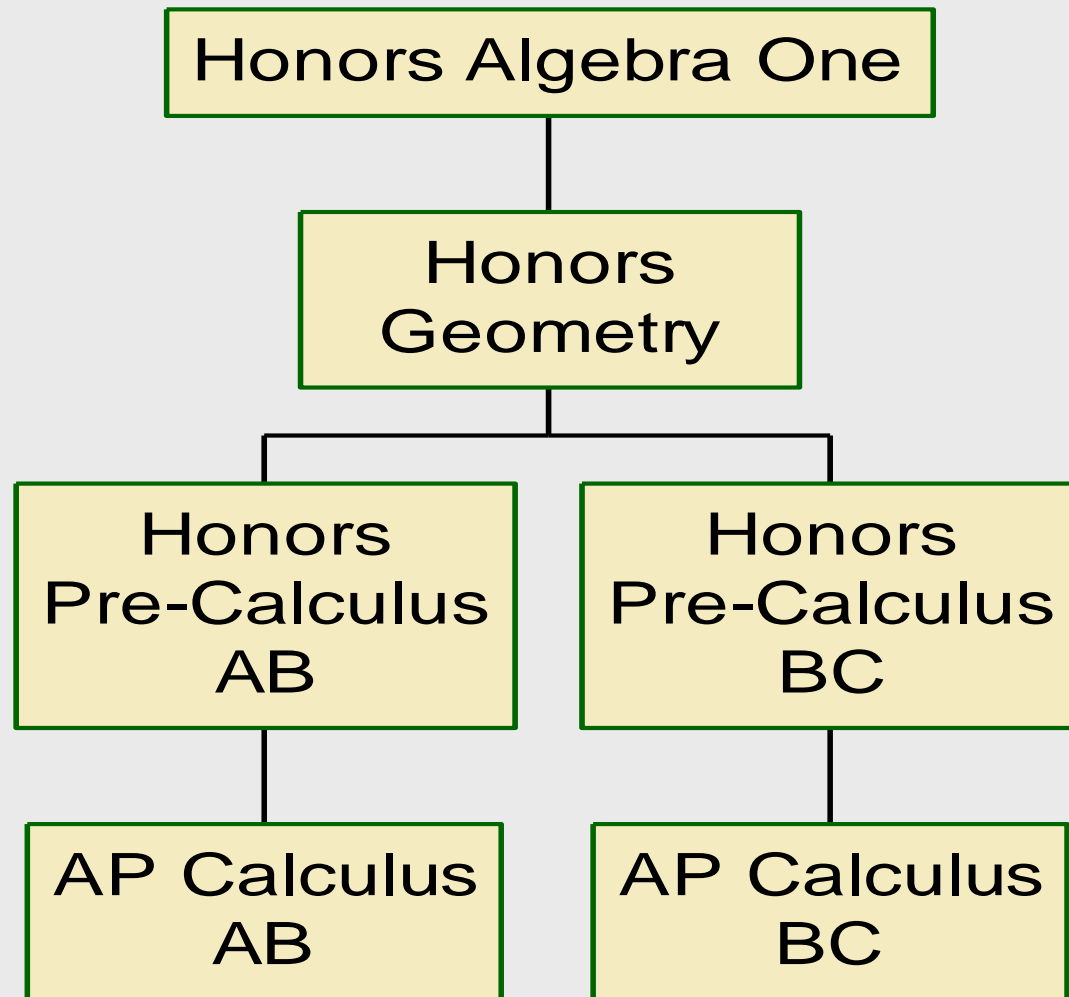 Honors Algebra One
Honors
Geometry
Honors
Pre-Calculus
AB
Honors
Pre-Calculus
BC
AP Calculus
AB
AP Calculus
BC